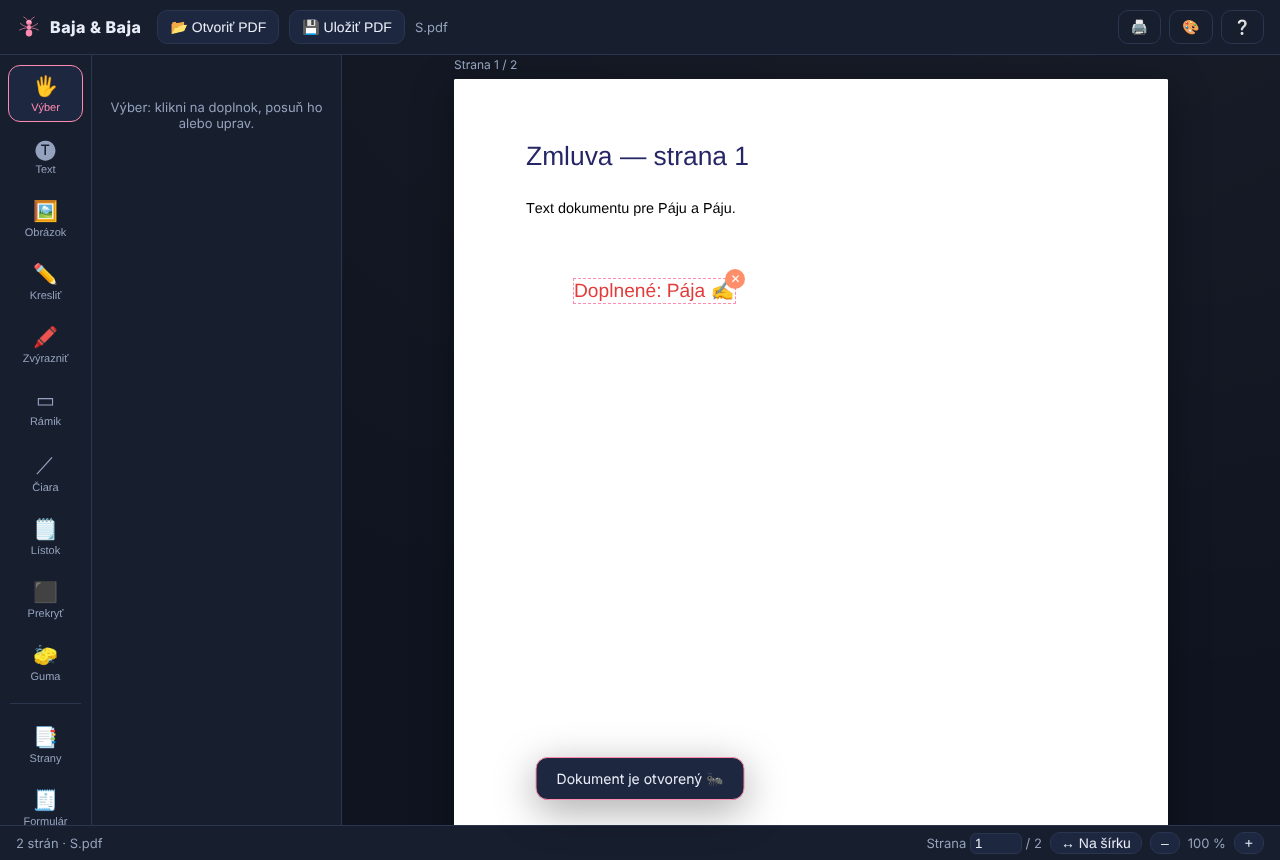 Baja & Baja
📂 Otvoriť PDF
💾 Uložiť PDF
S.pdf
❔
Výber
Text
Obrázok
Kresliť
Zvýrazniť
Rámik
Čiara
Lístok
Prekryť
Guma
Strany
Formulár
Výber: klikni na doplnok, posuň ho
alebo uprav.
Strana 1 / 2
Zmluva — strana 1
Text dokumentu pre Páju a Páju.
Doplnené: Pája ✍️
✕
Dokument je otvorený 🐜
2 strán · S.pdf
Strana 1 / 2
↔ Na šírku
– 100 % +